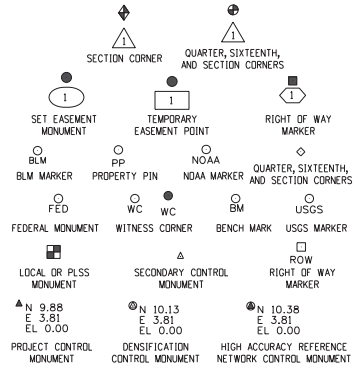 1 1
SECTION CORNER QUARTER, SIXTEENTH,
AND SECTION CORNERS
1 1 1
SET EASEMENT TEMPORARY RIGHT OF WAY
MONUMENT EASEMENT POINT MARKER
BLM PP NOAA
BLM MARKER PROPERTY PIN NOAA MARKER QUARTER, SIXTEENTH,
AND SECTION CORNERS
FED WC WC BM USGS
FEDERAL MONUMENT WITNESS CORNER BENCH MARK USGS MARKER
ROW
LOCAL OR PLSS SECONDARY CONTROL RIGHT OF WAY
MONUMENT MONUMENT MARKER
N 9.88 N 10.13 N 10.38
E 3.81 E 3.81 E 3.81
EL 0.00 EL 0.00 EL 0.00
PROJECT CONTROL DENSIFICATION HIGH ACCURACY REFERENCE
MONUMENT CONTROL MONUMENT NETWORK CONTROL MONUMENT